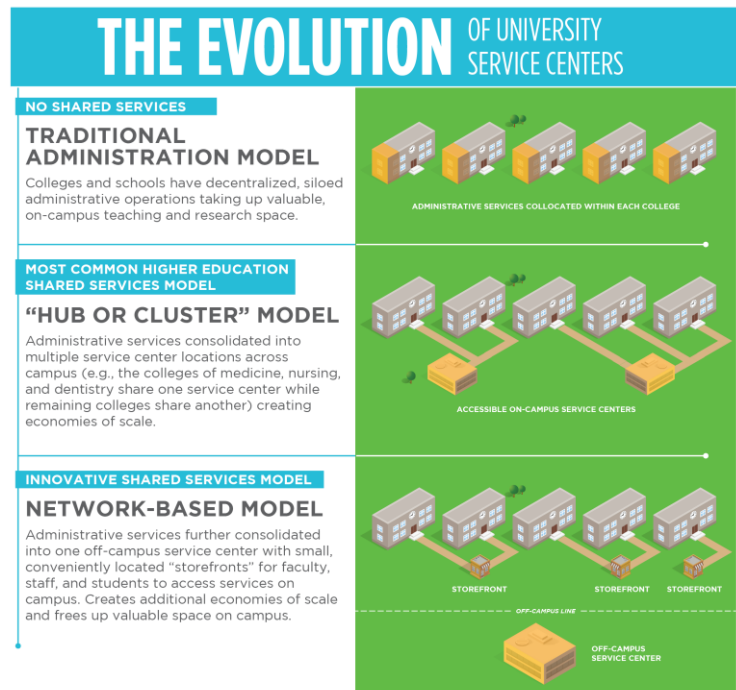 THE EVOLUTION OF UNIVERSITY
SERVICE CENTERS
NO SHARED SERVICES
TRADITIONAL
ADMINISTRATION MODEL
Colleges and schools have decentralized, siloed
administrative operations taking up valuable,
on-campus teaching and research space.
ADMINISTRATIVE SERVICES COLLOCATED WITHIN EACH COLLEGE
MOST COMMON HIGHER EDUCATION
SHARED SERVICES MODEL
“HUB OR CLUSTER” MODEL
Administrative services consolidated into
multiple service center locations across
campus (e.g., the colleges of medicine, nursing,
and dentistry share one service center while
remaining colleges share another) creating
economies of scale.
ACCESSIBLE ON-CAMPUS SERVICE CENTERS
INNOVATIVE SHARED SERVICES MODEL
NETWORK-BASED MODEL
Administrative services further consolidated
into one off-campus service center with small,
conveniently located “storefronts” for faculty,
staff, and students to access services on
campus. Creates additional economies of scale
and frees up valuable space on campus.
STOREFRONT
STOREFRONT
STOREFRONT
OFF-CAMPUS LINE
OFF-CAMPUS
SERVICE CENTER